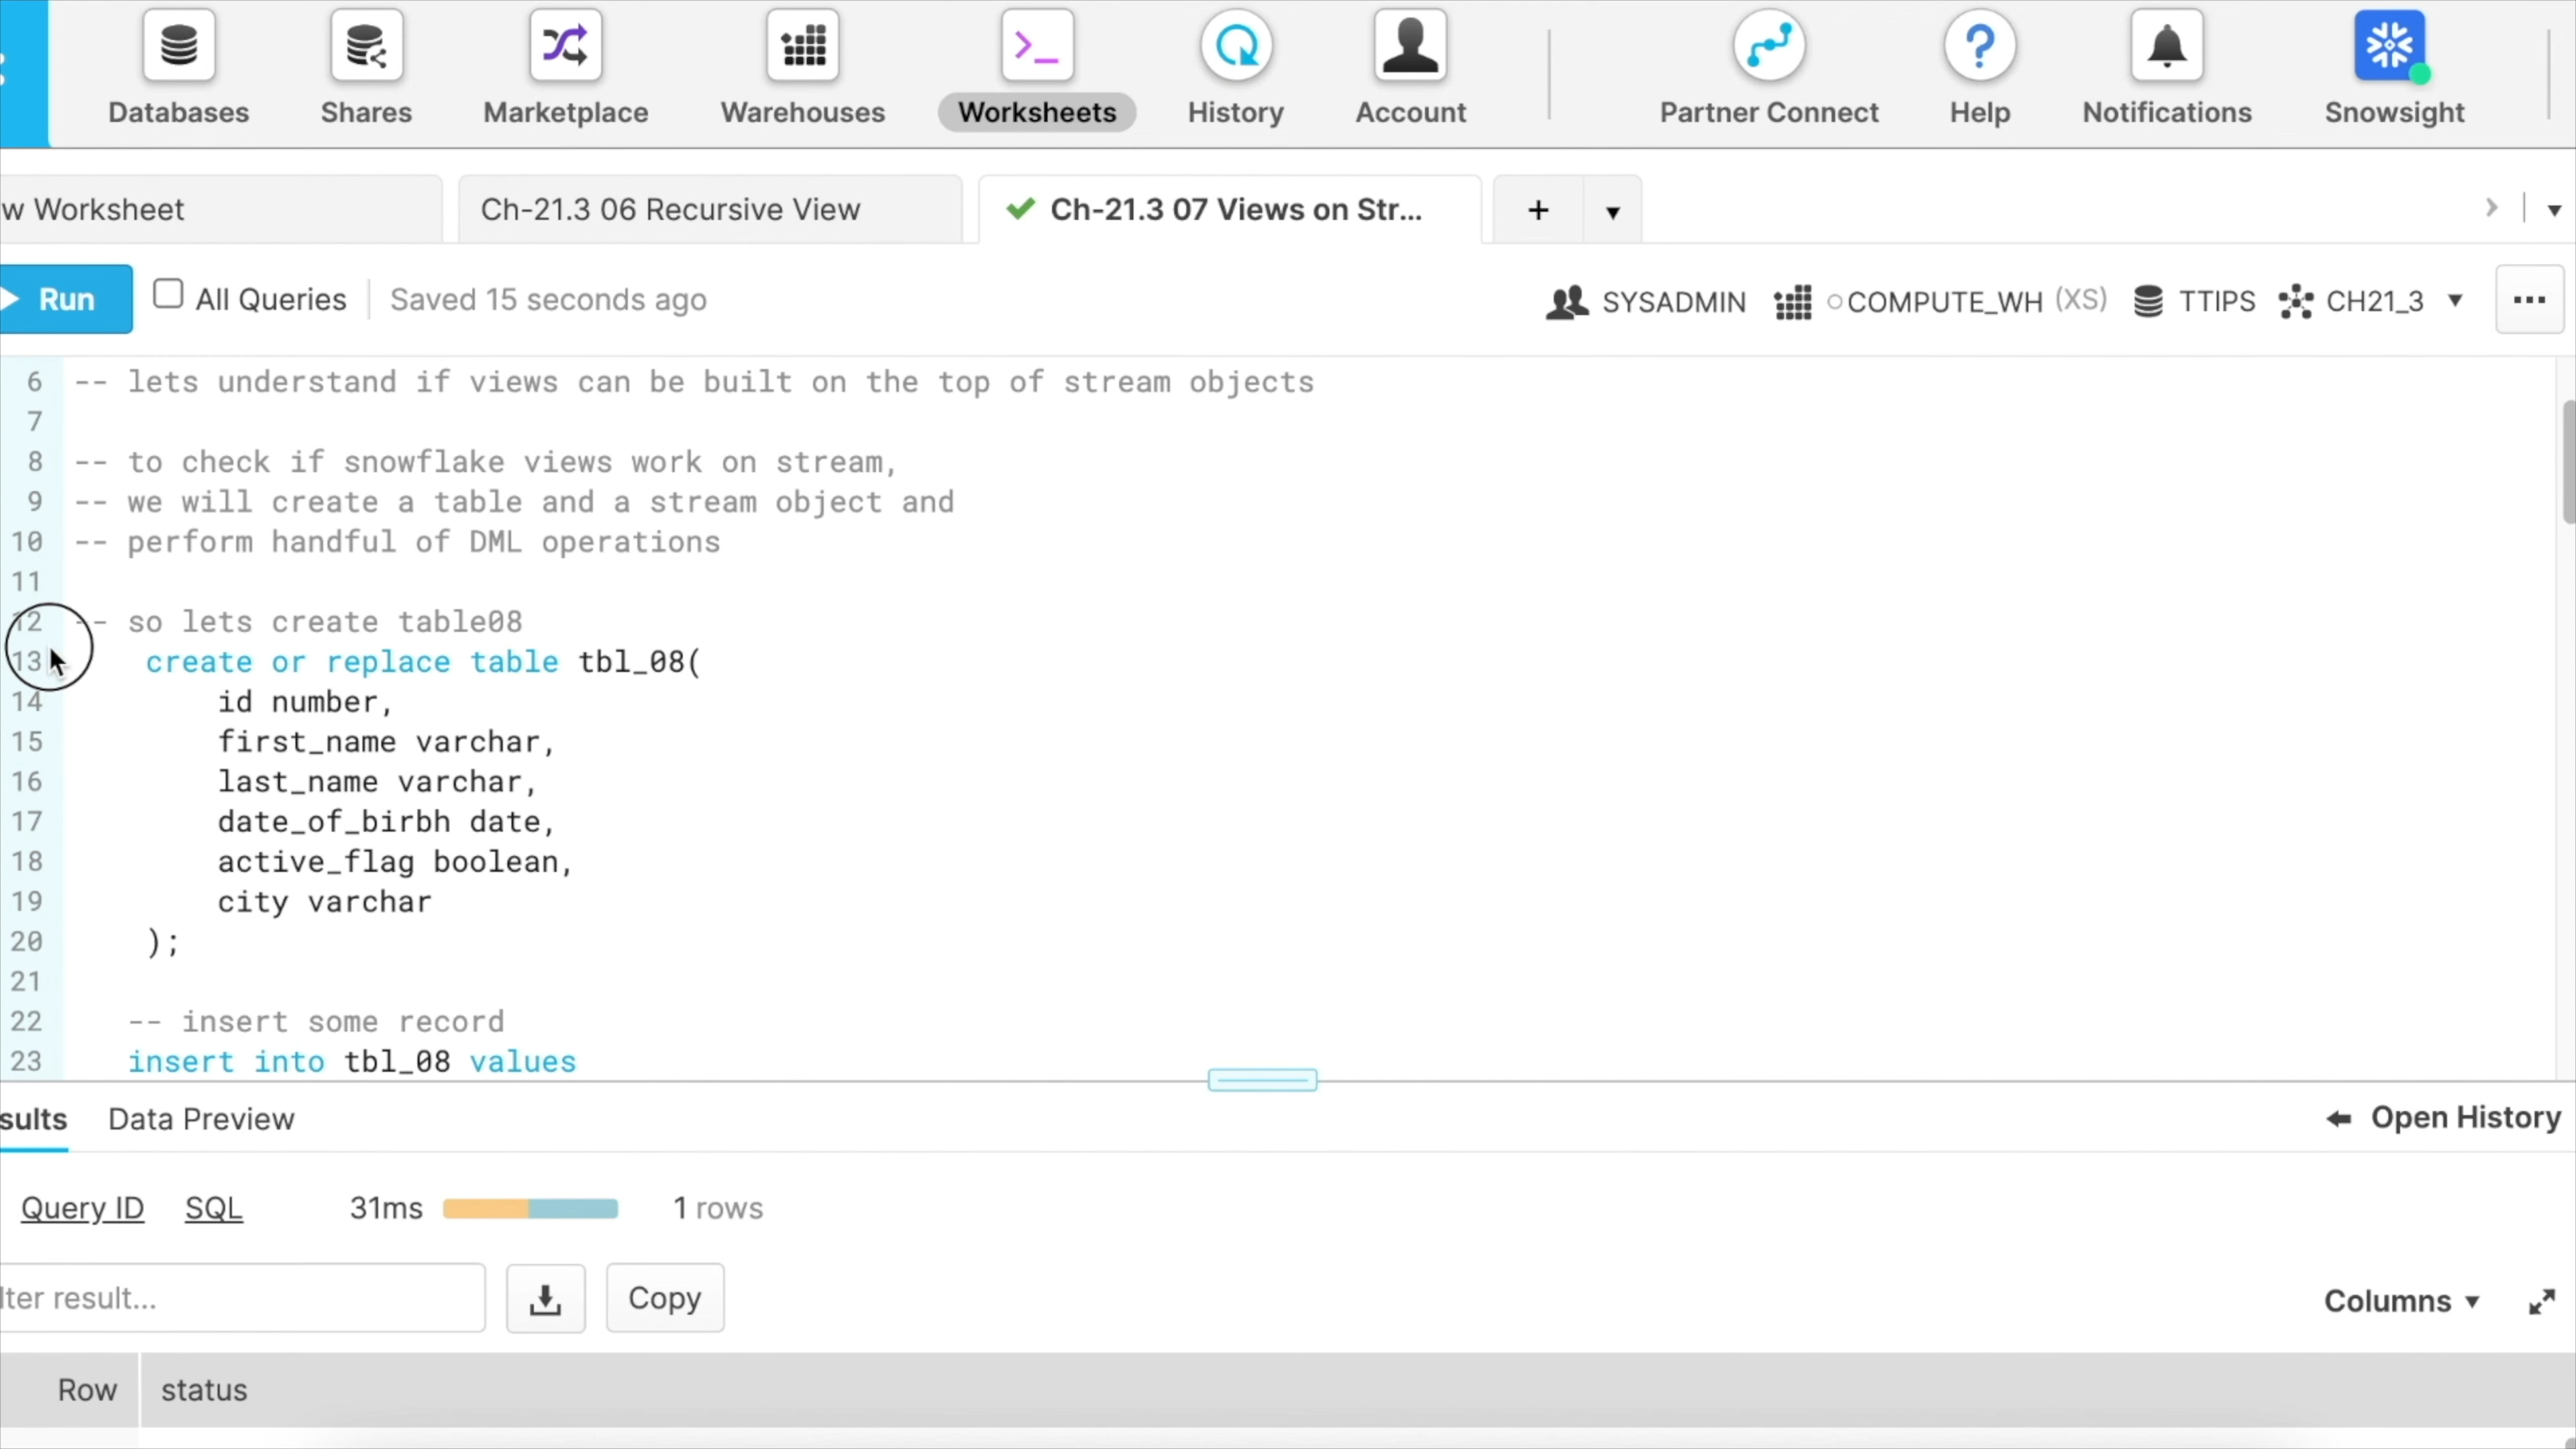 Databases Shares Marketplace Warehouses Worksheets History Account Partner Connect Help Notifications Snowsight
w Worksheet Ch-21.3 06 Recursive View Ch-21.3 07 Views on Str... +
Run All Queries Saved 15 seconds ago SYSADMIN COMPUTE_WH (XS) TTIPS CH21_3 ...
6 -- lets understand if views can be built on the top of stream objects
7
8 -- to check if snowflake views work on stream,
9 -- we will create a table and a stream object and
10 -- perform handful of DML operations
11
12 -- so lets create table08
13 create or replace table tbl_08(
14 id number,
15 first_name varchar,
16 last_name varchar,
17 date_of_birbh date,
18 active_flag boolean,
19 city varchar
20 );
21
22 -- insert some record
23 insert into tbl_08 values
sults Data Preview Open History
Query ID SQL 31ms 1 rows
lter result... Copy Columns
Row status